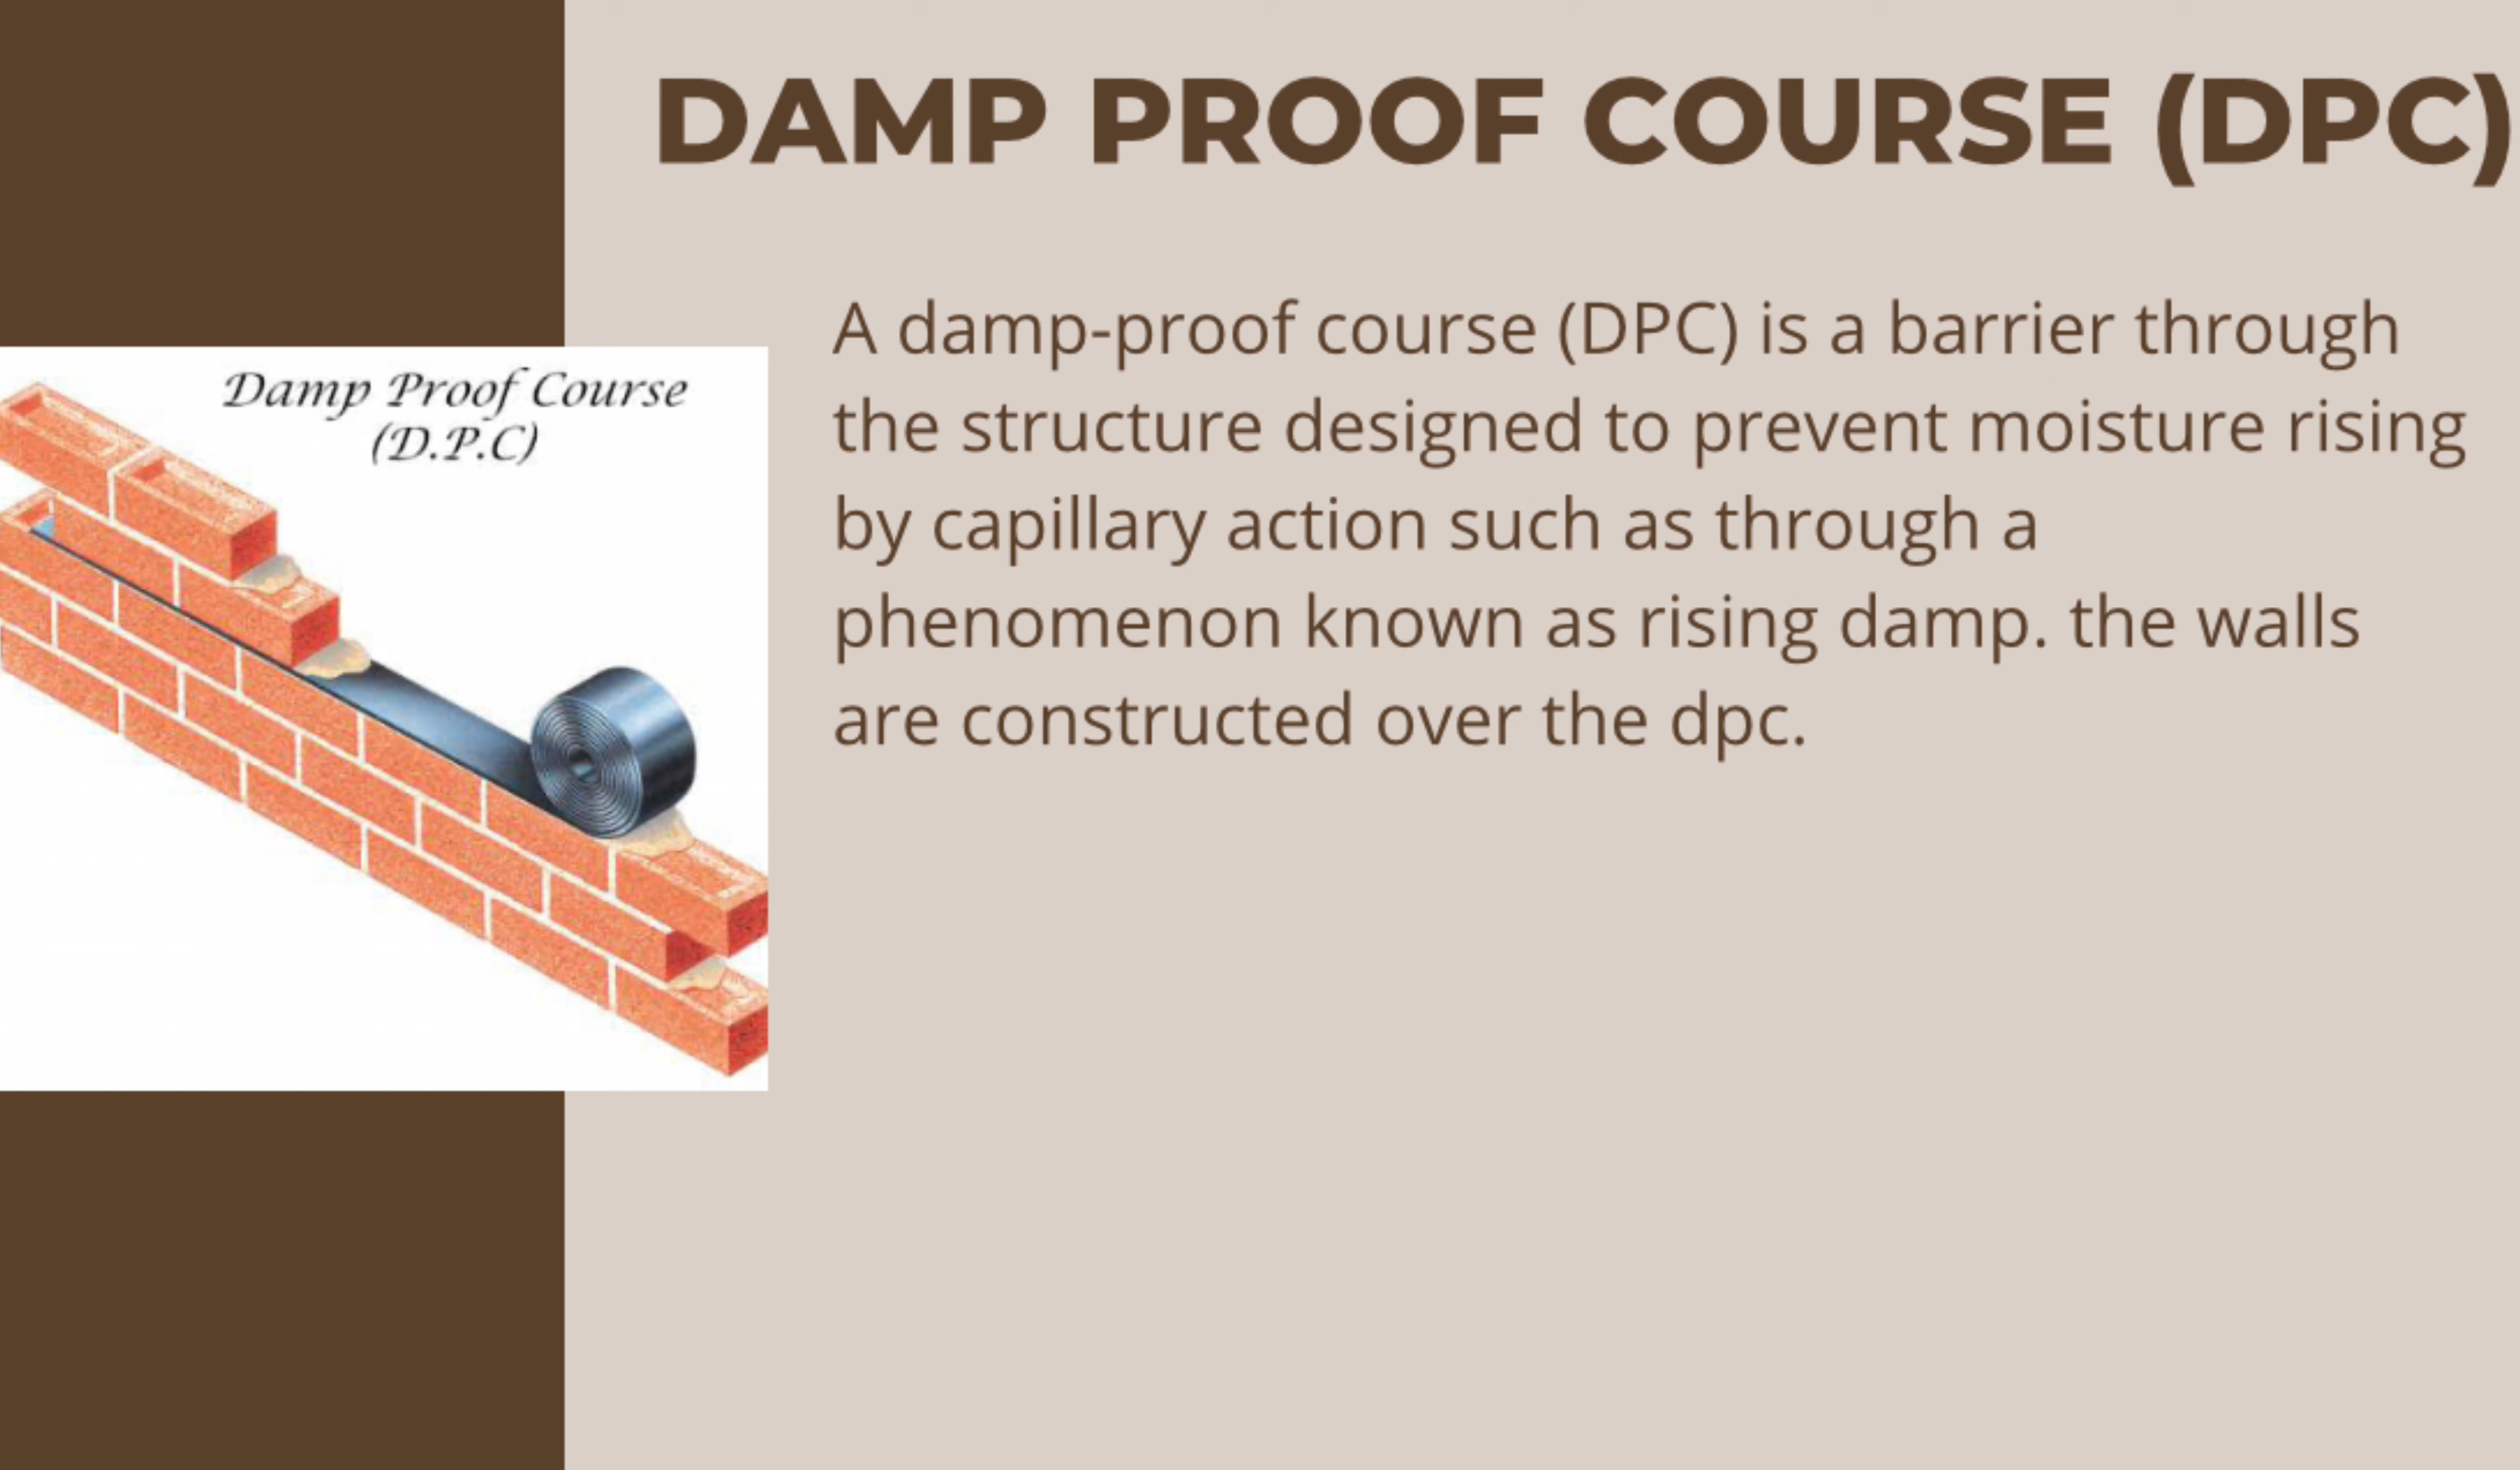 DAMP PROOF COURSE (DPC)
Damp Proof Course
(D.P.C)
A damp-proof course (DPC) is a barrier through
the structure designed to prevent moisture rising
by capillary action such as through a
phenomenon known as rising damp. the walls
are constructed over the dpc.